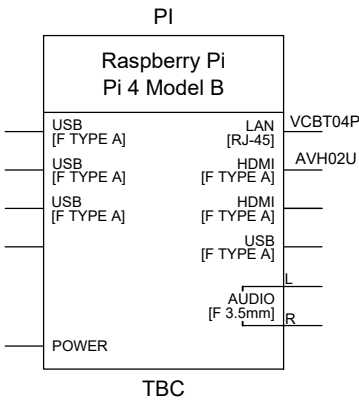 PI
Raspberry Pi
Pi 4 Model B
USB
[F TYPE A]
USB
[F TYPE A]
USB
[F TYPE A]
POWER
LAN
[RJ-45]
VCBT04P
HDMI
[F TYPE A]
AVH02U
HDMI
[F TYPE A]
USB
[F TYPE A]
L
AUDIO
[F 3.5mm]
R
TBC